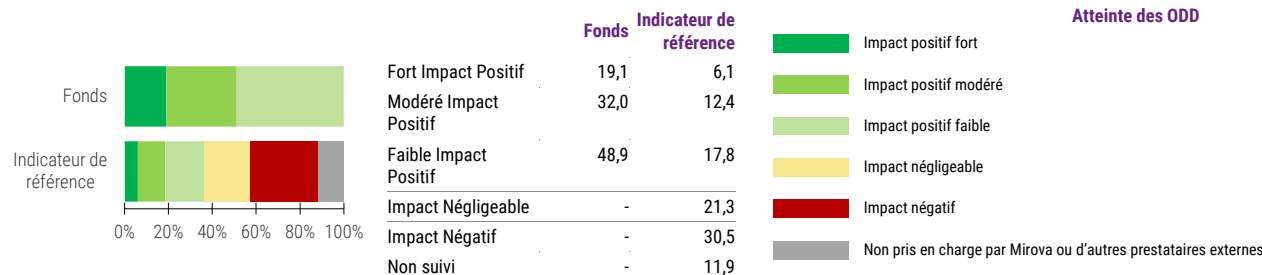 Atteinte des ODD
Fonds
Indicateur de
référence
0% 20% 40% 60% 80% 100%
Fonds Indicateur de
référence
Fort Impact Positif 19,1 6,1
Modéré Impact 32,0 12,4
Positif
Faible Impact 48,9 17,8
Positif
Impact Négligeable - 21,3
Impact Négatif - 30,5
Non suivi - 11,9
Impact positif fort
Impact positif modéré
Impact positif faible
Impact négligeable
Impact négatif
Non pris en charge par Mirova ou d'autres prestataires externes